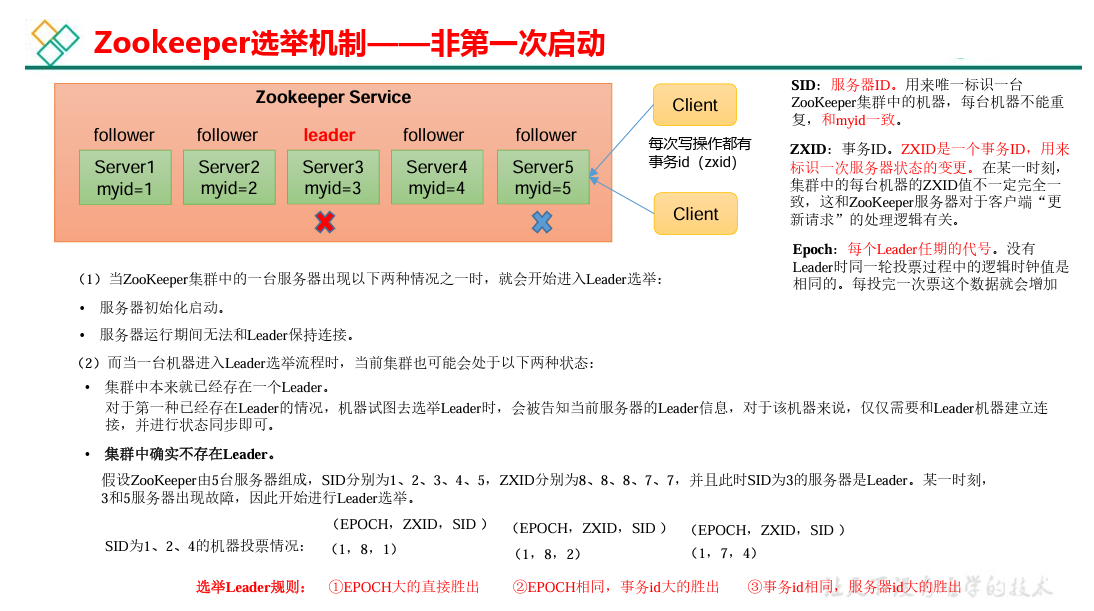 Zookeeper选举机制——非第一次启动
Zookeeper Service
follower
follower
leader
follower
follower
Server1
myid=1
Server2
myid=2
Server3
myid=3
Server4
myid=4
Server5
myid=5
Client
每次写操作都有
事务id（zxid）
Client
SID：服务器ID。用来唯一标识一台
ZooKeeper集群中的机器，每台机器不能重
复，和myid一致。
ZXID：事务ID。ZXID是一个事务ID，用来
标识一次服务器状态的变更。在某一时刻，
集群中的每台机器的ZXID值不一定完全一
致，这和ZooKeeper服务器对于客户端“更
新请求”的处理逻辑有关。
Epoch：每个Leader任期的代号。没有
Leader时同一轮投票过程中的逻辑时钟值是
相同的。每投完一次票这个数据就会增加
（1）当ZooKeeper集群中的一台服务器出现以下两种情况之一时，就会开始进入Leader选举：
• 服务器初始化启动。
• 服务器运行期间无法和Leader保持连接。
（2）而当一台机器进入Leader选举流程时，当前集群也可能会处于以下两种状态：
• 集群中本来就已经存在一个Leader。
对于第一种已经存在Leader的情况，机器试图去选举Leader时，会被告知当前服务器的Leader信息，对于该机器来说，仅仅需要和Leader机器建立连
接，并进行状态同步即可。
• 集群中确实不存在Leader。
假设ZooKeeper由5台服务器组成，SID分别为1、2、3、4、5，ZXID分别为8、8、8、7、7，并且此时SID为3的服务器是Leader。某一时刻，
3和5服务器出现故障，因此开始进行Leader选举。
（EPOCH，ZXID，SID ）
（EPOCH，ZXID，SID ）
（EPOCH，ZXID，SID ）
SID为1、2、4的机器投票情况：
（1，8，1）
（1，8，2）
（1，7，4）
选举Leader规则： ①EPOCH大的直接胜出 ②EPOCH相同，事务id大的胜出 ③事务id相同，服务器id大的胜出